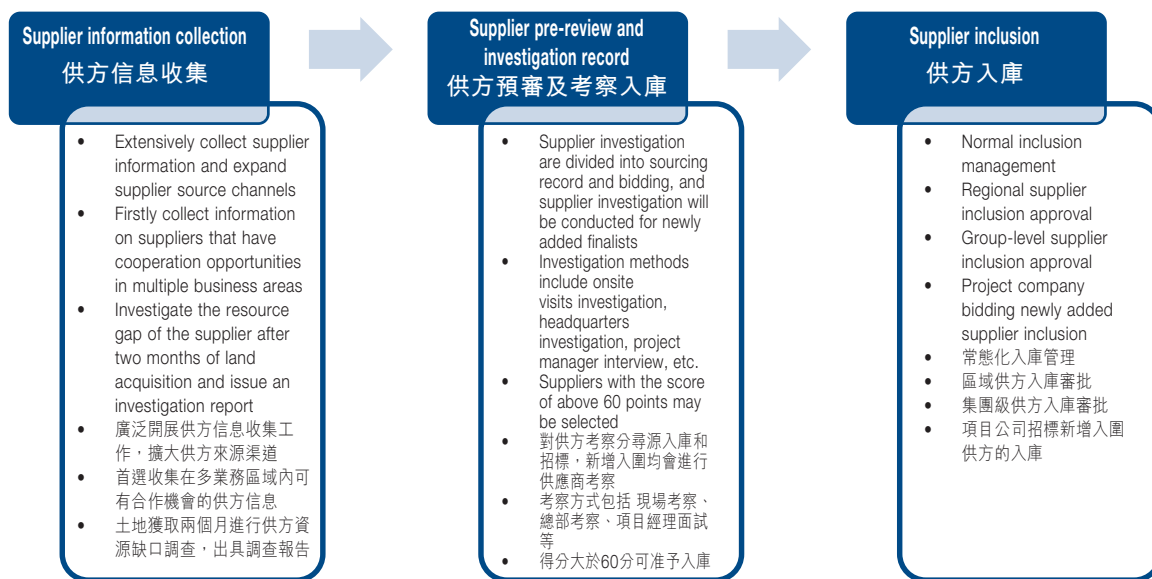 Supplier information collection
供方信息收集
• Extensively collect supplier
information and expand
supplier source channels
• Firstly collect information
on suppliers that have
cooperation opportunities
in multiple business areas
• Investigate the resource
gap of the supplier after
two months of land
acquisition and issue an
investigation report
• 廣泛開展供方信息收集工
作，擴大供方來源渠道
• 首選收集在多業務區域內可
有合作機會的供方信息
• 土地獲取兩個月進行供方資
源缺口調查，出具調查報告
Supplier pre-review and
investigation record
供方預審及考察入庫
• Supplier investigation
are divided into sourcing
record and bidding, and
supplier investigation will
be conducted for newly
added finalists
• Investigation methods
include onsite
visits investigation,
headquarters
investigation, project
manager interview, etc.
• Suppliers with the score
of above 60 points may
be selected
• 對供方考察分尋源入庫和
招標，新增入圍均會進行
供應商考察
• 考察方式包括 現場考察、
總部考察、項目經理面試
等
• 得分大於60分可准予入庫
Supplier inclusion
供方入庫
• Normal inclusion
management
• Regional supplier
inclusion approval
• Group-level supplier
inclusion approval
• Project company
bidding newly added
supplier inclusion
• 常態化入庫管理
• 區域供方入庫審批
• 集團級供方入庫審批
• 項目公司招標新增入圍
供方的入庫